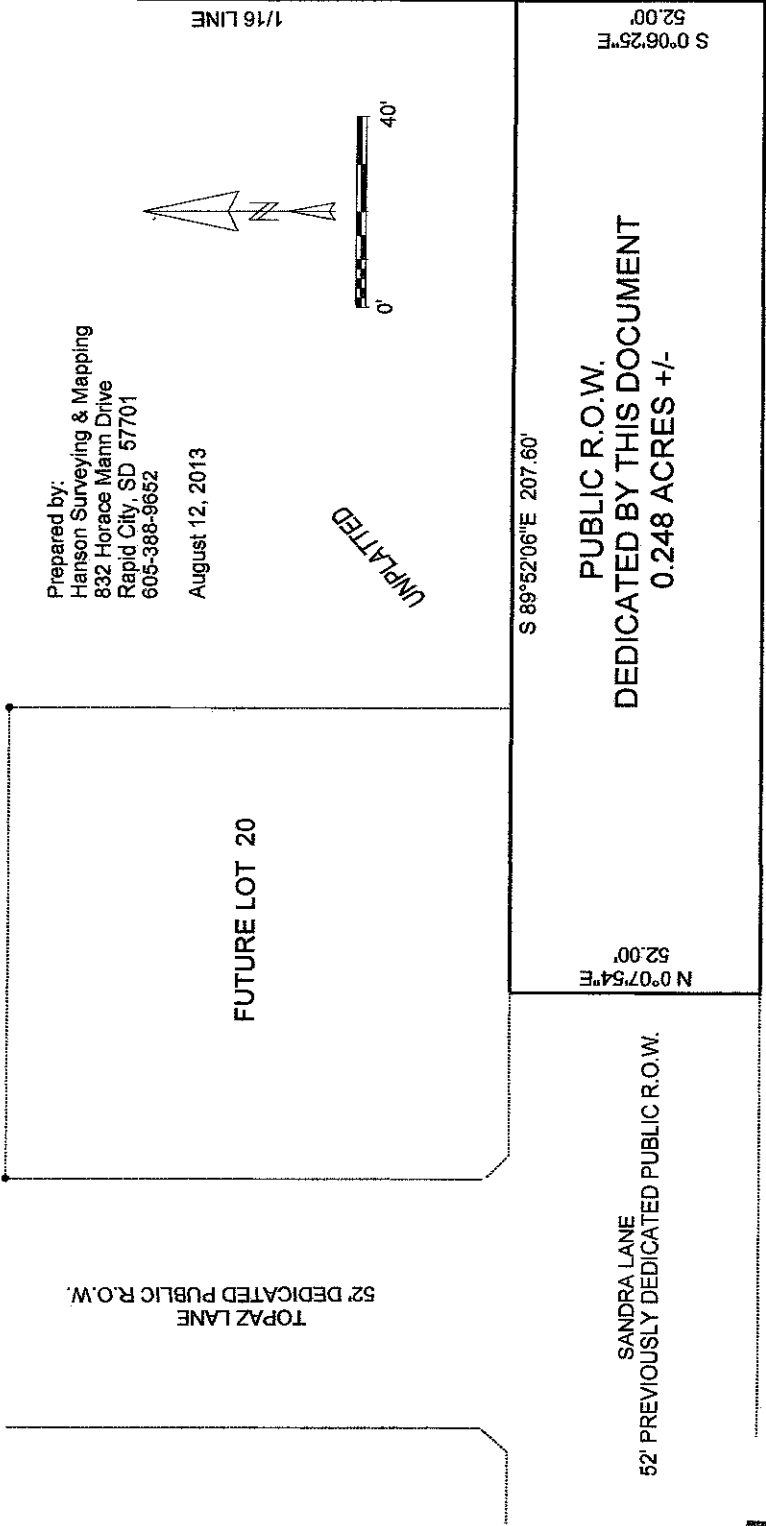 Prepared by:
Hanson Surveying & Mapping
832 Horace Mann Drive
Rapid City, SD 57701
605-388-9652
August 12, 2013
1/16 LINE
N
0'
40'
UNPLATTED
FUTURE LOT 20
TOPAZ LANE
52' DEDICATED PUBLIC R.O.W.
S 89°52'06"E 207.60'
PUBLIC R.O.W.
DEDICATED BY THIS DOCUMENT
0.248 ACRES +/-
S 0°06'25"E
52.00'
N 0°07'54"E
52.00'
SANDRA LANE
52' PREVIOUSLY DEDICATED PUBLIC R.O.W.